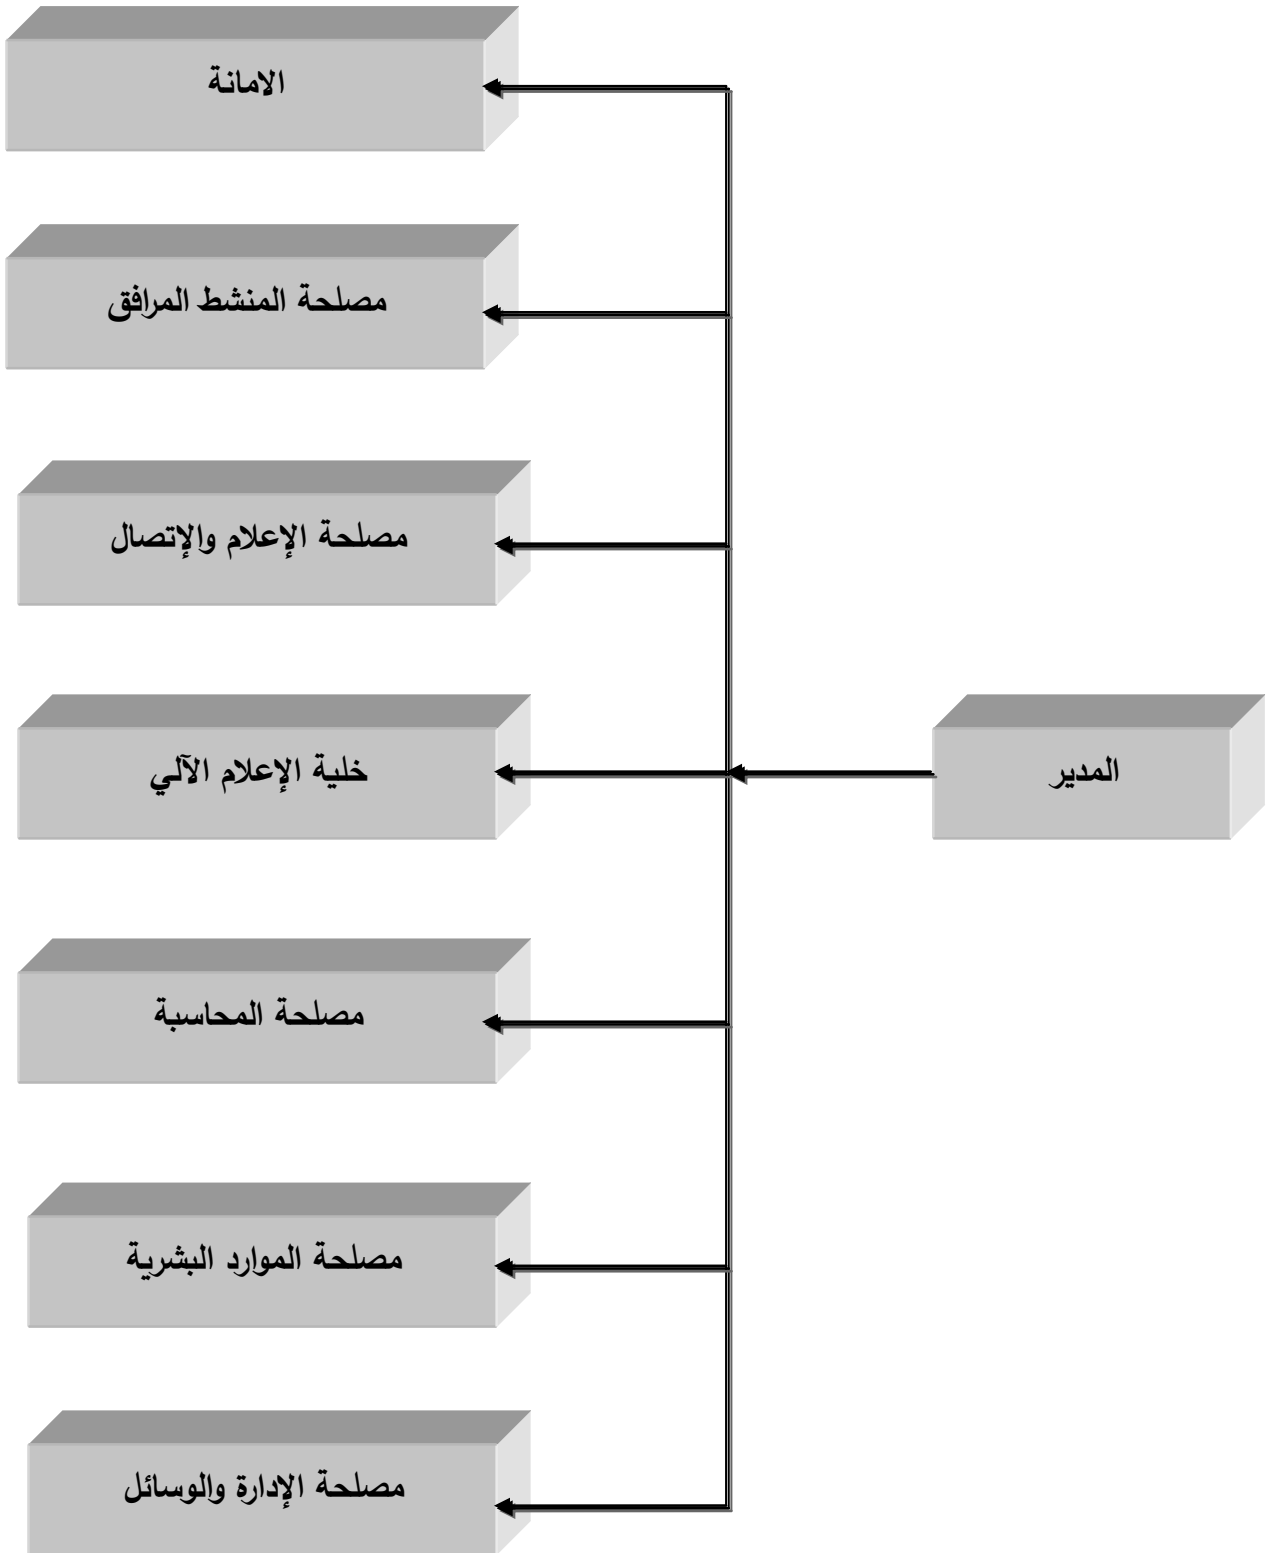 الامانة
مصلحة المنشط المرافق
مصلحة الإعلام والإتصال
خلية الإعلام الآلي
المدير
مصلحة المحاسبة
مصلحة الموارد البشرية
مصلحة الإدارة والوسائل